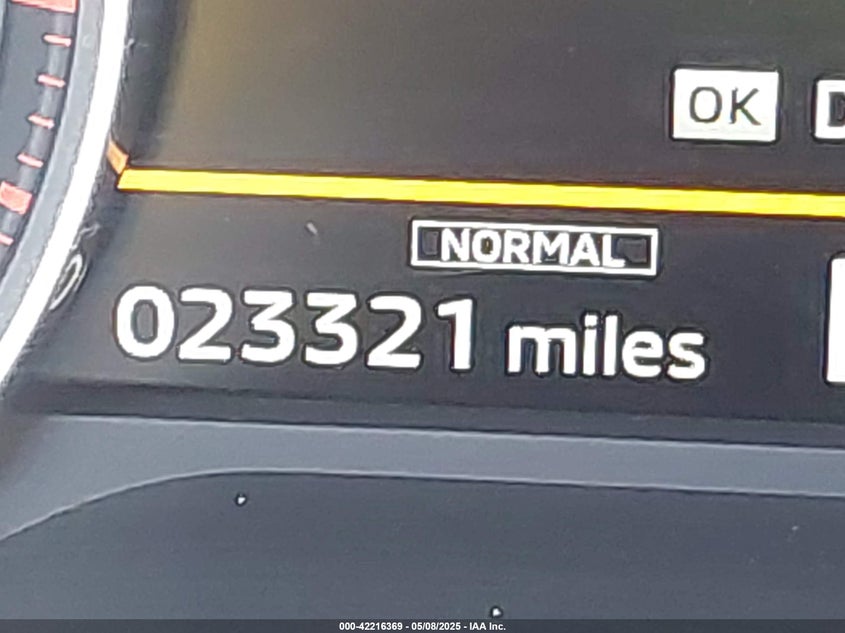 OK
NORMAL
023321 miles
000-42216369 - 05/08/2025 - IAA Inc.